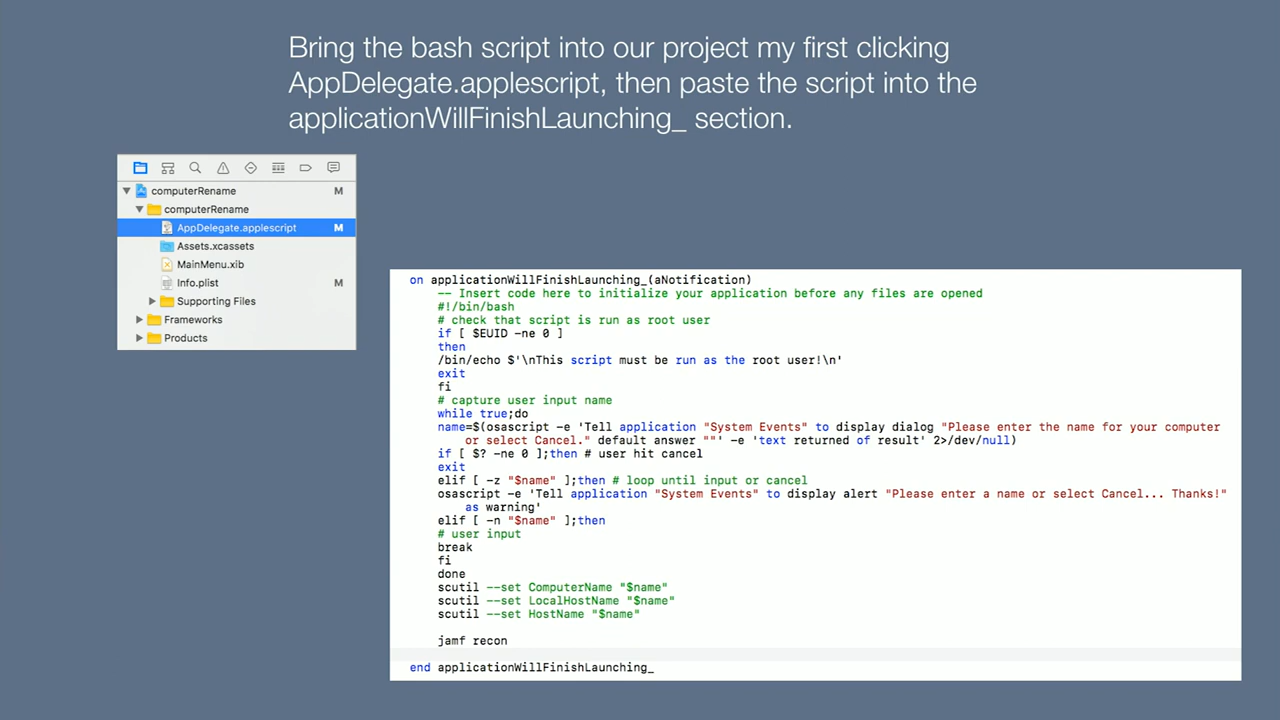 Bring the bash script into our project my first clicking
AppDelegate.applescript, then paste the script into the
applicationWillFinishLaunching_ section.
computerRename M
computerRename
AppDelegate.applescript M
Assets.xcassets
MainMenu.xib
Info.plist M
Supporting Files
Frameworks
Products
on applicationWillFinishLaunching_(aNotification)
-- Insert code here to initialize your application before any files are opened
#!/bin/bash
# check that script is run as root user
if [ $EUID -ne 0 ]
then
/bin/echo $'\nThis script must be run as the root user!\n'
exit
fi
# capture user input name
while true;do
name=$(osascript -e 'Tell application "System Events" to display dialog "Please enter the name for your computer
or select Cancel." default answer ""' -e 'text returned of result' 2>/dev/null)
if [ $? -ne 0 ];then # user hit cancel
exit
elif [ -z "$name" ];then # loop until input or cancel
osascript -e 'Tell application "System Events" to display alert "Please enter a name or select Cancel... Thanks!"
as warning'
elif [ -n "$name" ];then
# user input
break
fi
done
scutil --set ComputerName "$name"
scutil --set LocalHostName "$name"
scutil --set HostName "$name"
jamf recon
end applicationWillFinishLaunching_